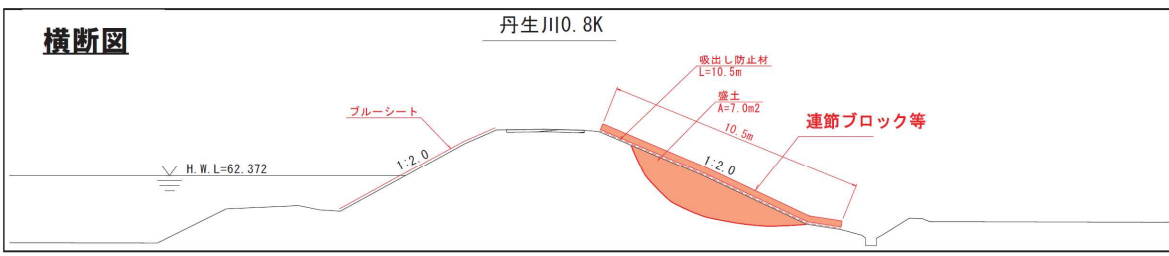 横断図
丹生川0.8K
吸出し防止材
L=10.5m
盛土
A=7.0m2
ブルーシート
10.5m
連節ブロック等
1:2.0
1:2.0
H.W.L=62.372